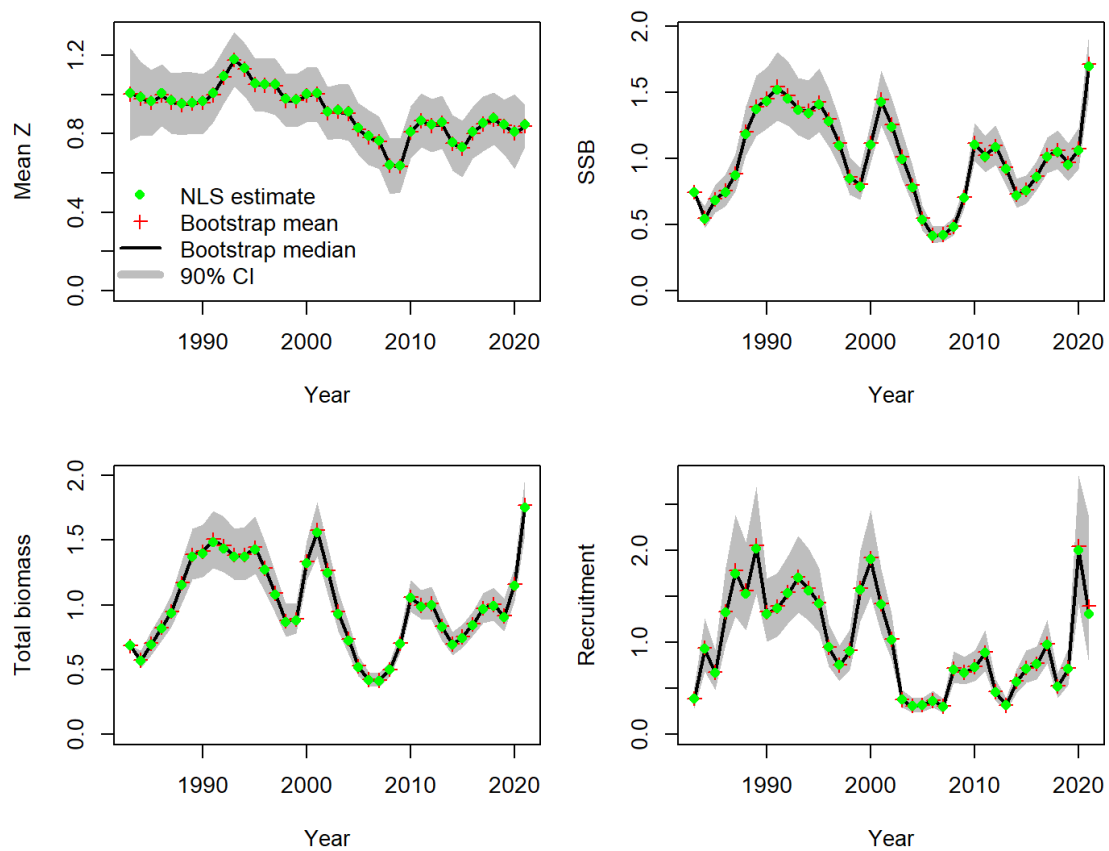 Mean Z
0.0 0.4 0.8 1.2
NLS estimate
Bootstrap mean
Bootstrap median
90% CI
1990 2000 2010 2020
Year
SSB
0.0 0.5 1.0 1.5 2.0
1990 2000 2010 2020
Year
Total biomass
0.0 0.5 1.0 1.5 2.0
1990 2000 2010 2020
Year
Recruitment
0.0 1.0 2.0
1990 2000 2010 2020
Year